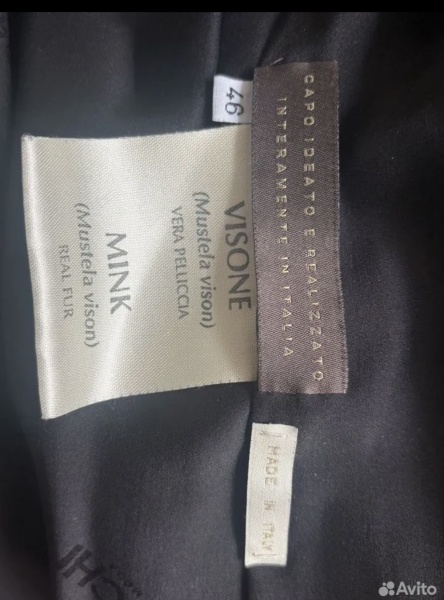 46
CAPO IDEATO E REALIZZATO
INTERAMENTE IN ITALIA
VISONE
(Mustela vison)
VERA PELLICCIA
MINK
(Mustela vison)
REAL FUR
MADE IN ITALY
Avito